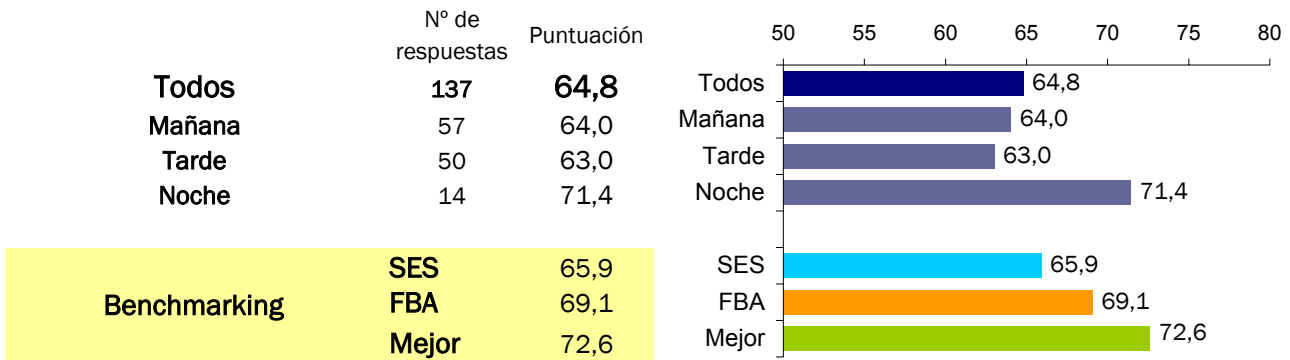 Nº de
respuestas Puntuación
Todos 137 64,8
Mañana 57 64,0
Tarde 50 63,0
Noche 14 71,4
Benchmarking
SES 65,9
FBA 69,1
Mejor 72,6
50 55 60 65 70 75 80
Todos 64,8
Mañana 64,0
Tarde 63,0
Noche 71,4
SES 65,9
FBA 69,1
Mejor 72,6